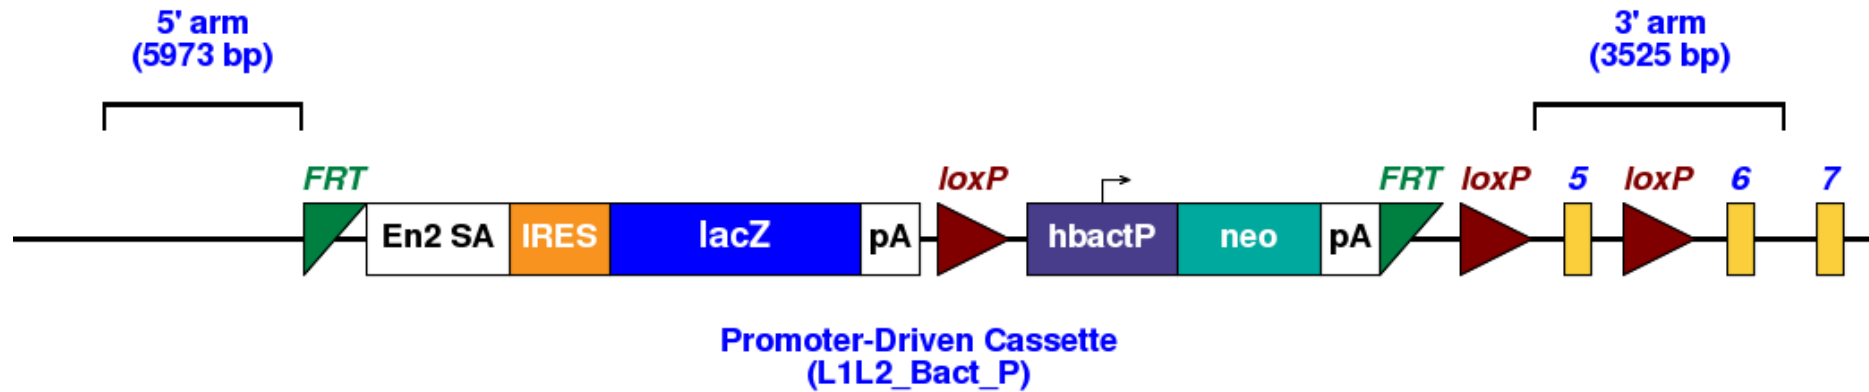 5' arm
(5973 bp)
3' arm
(3525 bp)
FRT
loxP
FRT
loxP
5
loxP
6
7
En2 SA
IRES
lacZ
pA
hbactP
neo
pA
Promoter-Driven Cassette
(L1L2_Bact_P)